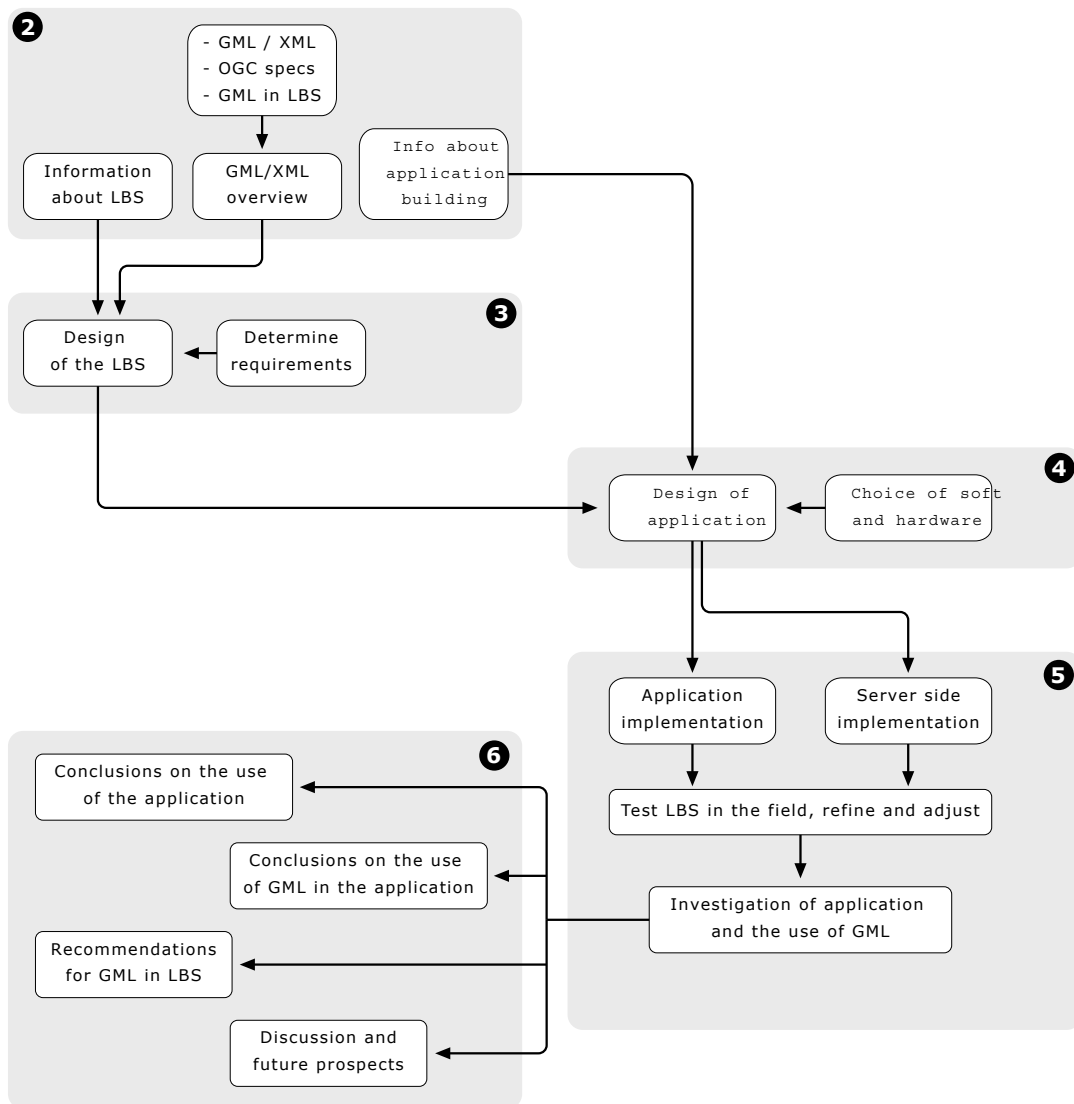 2
- GML / XML
- OGC specs
- GML in LBS
Information
about LBS
GML/XML
overview
Info about
application
building
3
Design
of the LBS
Determine
requirements
4
Design of
application
Choice of soft
and hardware
5
Application
implementation
Server side
implementation
Test LBS in the field, refine and adjust
Investigation of application
and the use of GML
6
Conclusions on the use
of the application
Conclusions on the use
of GML in the application
Recommendations
for GML in LBS
Discussion and
future prospects